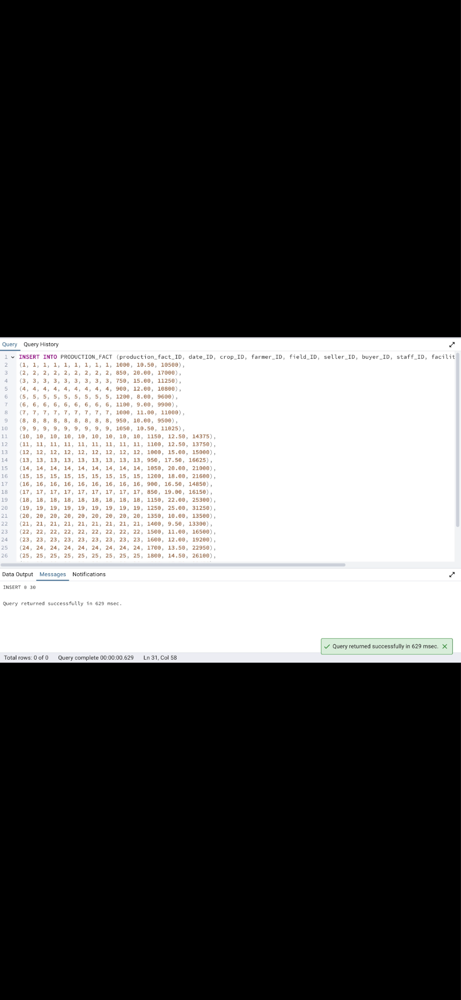 Query Query History
1 INSERT INTO PRODUCTION_FACT (production_fact_ID, date_ID, crop_ID, farmer_ID, field_ID, seller_ID, buyer_ID, staff_ID, facilit
2 (1, 1, 1, 1, 1, 1, 1, 1, 1, 1000, 10.50, 10500),
3 (2, 2, 2, 2, 2, 2, 2, 2, 2, 850, 20.00, 17000),
4 (3, 3, 3, 3, 3, 3, 3, 3, 3, 750, 15.00, 11250),
5 (4, 4, 4, 4, 4, 4, 4, 4, 4, 900, 12.00, 10800),
6 (5, 5, 5, 5, 5, 5, 5, 5, 5, 1200, 8.00, 9600),
7 (6, 6, 6, 6, 6, 6, 6, 6, 6, 1100, 9.00, 9900),
8 (7, 7, 7, 7, 7, 7, 7, 7, 7, 1000, 11.00, 11000),
9 (8, 8, 8, 8, 8, 8, 8, 8, 8, 950, 10.00, 9500),
10 (9, 9, 9, 9, 9, 9, 9, 9, 9, 1050, 10.50, 11025),
11 (10, 10, 10, 10, 10, 10, 10, 10, 10, 1150, 12.50, 14375),
12 (11, 11, 11, 11, 11, 11, 11, 11, 11, 1100, 12.50, 13750),
13 (12, 12, 12, 12, 12, 12, 12, 12, 12, 1000, 15.00, 15000),
14 (13, 13, 13, 13, 13, 13, 13, 13, 13, 950, 17.50, 16625),
15 (14, 14, 14, 14, 14, 14, 14, 14, 14, 1050, 20.00, 21000),
16 (15, 15, 15, 15, 15, 15, 15, 15, 15, 1200, 18.00, 21600),
17 (16, 16, 16, 16, 16, 16, 16, 16, 16, 900, 16.50, 14850),
18 (17, 17, 17, 17, 17, 17, 17, 17, 17, 850, 19.00, 16150),
19 (18, 18, 18, 18, 18, 18, 18, 18, 18, 1150, 22.00, 25300),
20 (19, 19, 19, 19, 19, 19, 19, 19, 19, 1250, 25.00, 31250),
21 (20, 20, 20, 20, 20, 20, 20, 20, 20, 1350, 10.00, 13500),
22 (21, 21, 21, 21, 21, 21, 21, 21, 21, 1400, 9.50, 13300),
23 (22, 22, 22, 22, 22, 22, 22, 22, 22, 1500, 11.00, 16500),
24 (23, 23, 23, 23, 23, 23, 23, 23, 23, 1600, 12.00, 19200),
25 (24, 24, 24, 24, 24, 24, 24, 24, 24, 1700, 13.50, 22950),
26 (25, 25, 25, 25, 25, 25, 25, 25, 25, 1800, 14.50, 26100),
Data Output Messages Notifications
INSERT 0 30
Query returned successfully in 629 msec.
Query returned successfully in 629 msec.
Total rows: 0 of 0 Query complete 00:00:00.629 Ln 31, Col 58